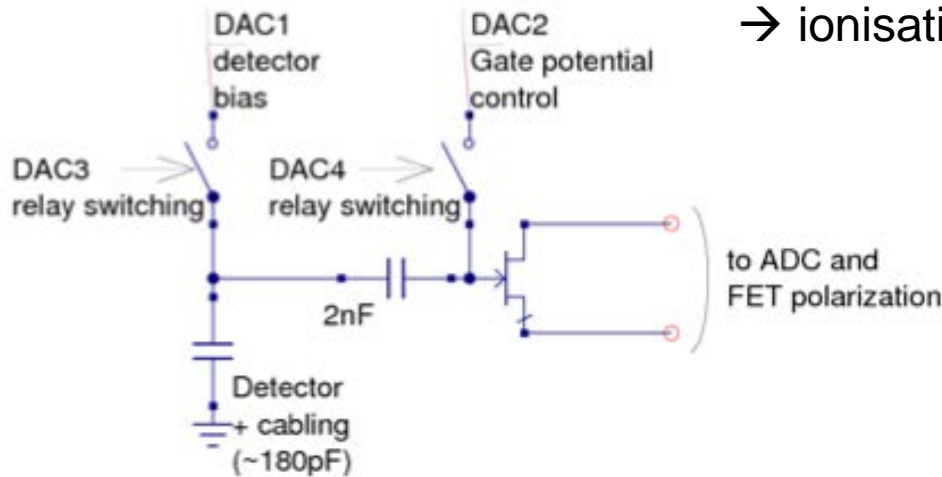 DAC1
detector
bias
DAC2
Gate potential
control
→ ionisati
DAC3
relay switching
DAC4
relay switching
2nF
to ADC and
FET polarization
Detector
+ cabling
(~180pF)